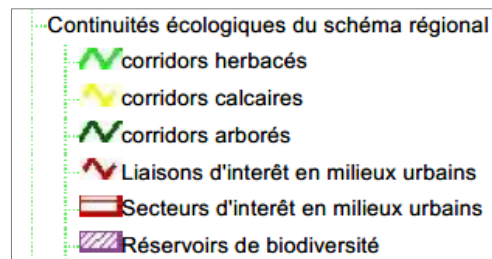 Continuités écologiques du schéma régional
corridors herbacés
corridors calcaires
corridors arborés
Liaisons d'interêt en milieux urbains
Secteurs d'interêt en milieux urbains
Réservoirs de biodiversité